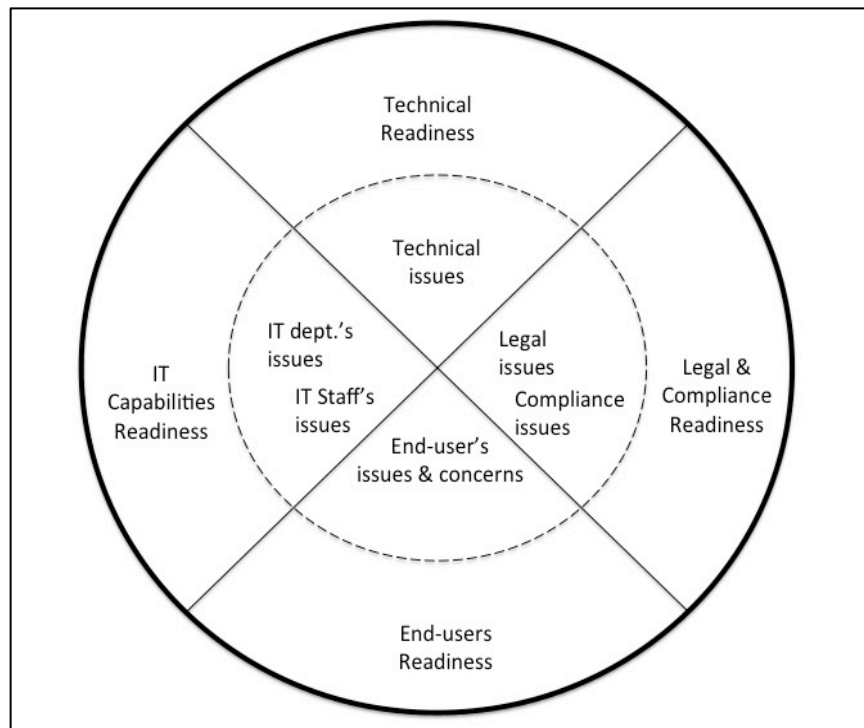 Technical
Readiness
Technical
issues
IT dept.’s
issues
IT Staff’s
issues
Legal
issues
Compliance
issues
IT
Capabilities
Readiness
Legal &
Compliance
Readiness
End-user’s
issues & concerns
End-users
Readiness